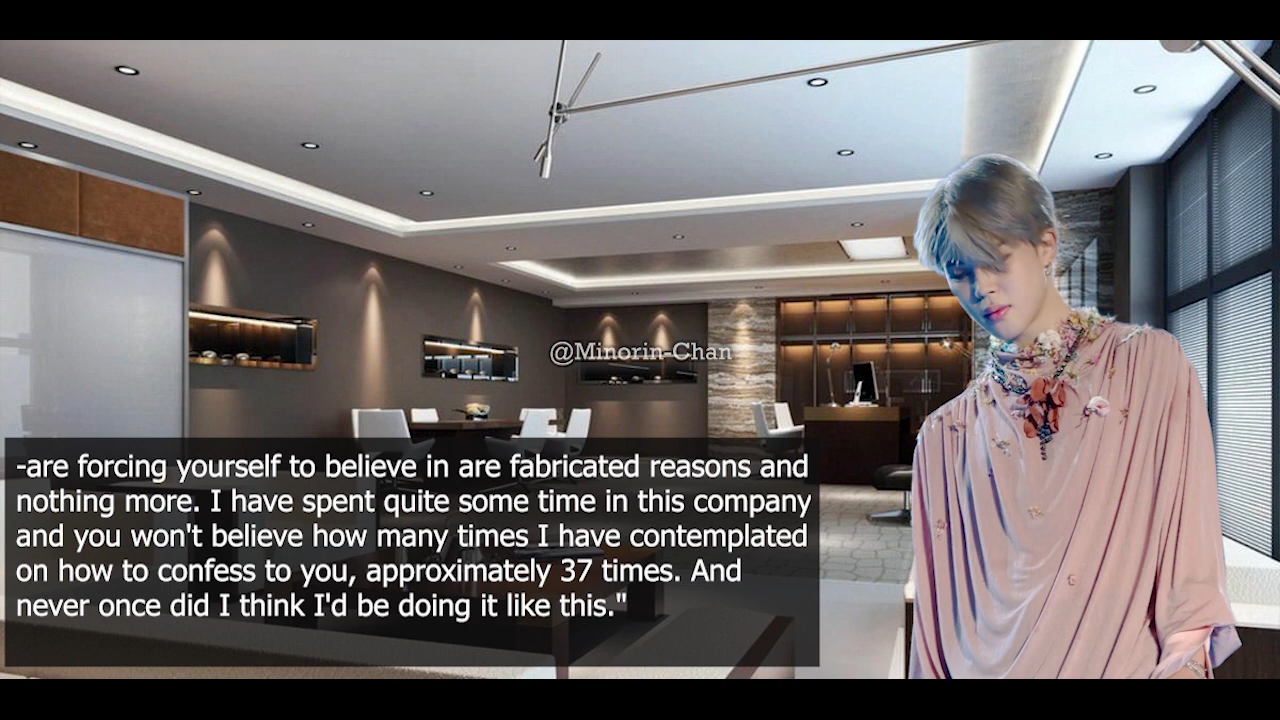 @Minorin-Chan
-are forcing yourself to believe in are fabricated reasons and
nothing more. I have spent quite some time in this company
and you won't believe how many times I have contemplated
on how to confess to you, approximately 37 times. And
never once did I think I'd be doing it like this."